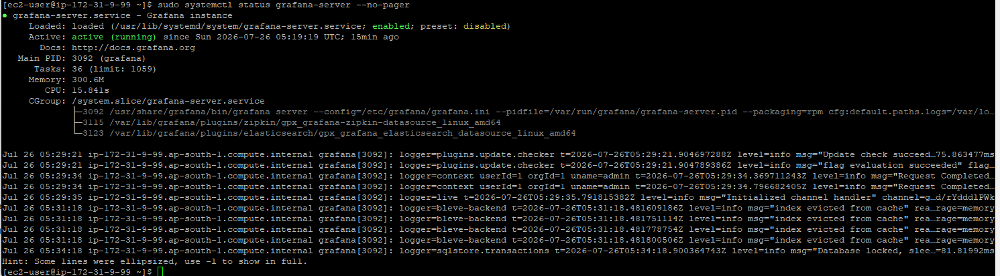 [ec2-user@ip-172-31-9-99 ~]$ sudo systemctl status grafana-server --no-pager
● grafana-server.service - Grafana instance
     Loaded: loaded (/usr/lib/systemd/system/grafana-server.service; enabled; preset: disabled)
     Active: active (running) since Sun 2026-07-26 05:19:19 UTC; 15min ago
       Docs: http://docs.grafana.org
   Main PID: 3092 (grafana)
      Tasks: 36 (limit: 1059)
     Memory: 300.6M
        CPU: 15.841s
     CGroup: /system.slice/grafana-server.service
             ├─3092 /usr/share/grafana/bin/grafana server --config=/etc/grafana/grafana.ini --pidfile=/var/run/grafana/grafana-server.pid --packaging=rpm cfg:default.paths.logs=/var/lo…
             ├─3115 /var/lib/grafana/plugins/zipkin/gpx_grafana-zipkin-datasource_linux_amd64
             └─3123 /var/lib/grafana/plugins/elasticsearch/gpx_grafana_elasticsearch_datasource_linux_amd64

Jul 26 05:29:21 ip-172-31-9-99.ap-south-1.compute.internal grafana[3092]: logger=plugins.update.checker t=2026-07-26T05:29:21.904697288Z level=info msg="Update check succeed…75.863477ms
Jul 26 05:29:21 ip-172-31-9-99.ap-south-1.compute.internal grafana[3092]: logger=plugins.update.checker t=2026-07-26T05:29:21.904789386Z level=info msg="flag evaluation succeeded" flag…
Jul 26 05:29:34 ip-172-31-9-99.ap-south-1.compute.internal grafana[3092]: logger=context userId=1 orgId=1 uname=admin t=2026-07-26T05:29:34.369711243Z level=info msg="Request Completed…
Jul 26 05:29:34 ip-172-31-9-99.ap-south-1.compute.internal grafana[3092]: logger=context userId=1 orgId=1 uname=admin t=2026-07-26T05:29:34.796682405Z level=info msg="Request Completed…
Jul 26 05:29:35 ip-172-31-9-99.ap-south-1.compute.internal grafana[3092]: logger=live t=2026-07-26T05:29:35.791815382Z level=info msg="Initialized channel handler" channel=g…d/rYdddlPWk
Jul 26 05:31:18 ip-172-31-9-99.ap-south-1.compute.internal grafana[3092]: logger=bleve-backend t=2026-07-26T05:31:18.481609186Z level=info msg="index evicted from cache" rea…rage=memory
Jul 26 05:31:18 ip-172-31-9-99.ap-south-1.compute.internal grafana[3092]: logger=bleve-backend t=2026-07-26T05:31:18.481751114Z level=info msg="index evicted from cache" rea…rage=memory
Jul 26 05:31:18 ip-172-31-9-99.ap-south-1.compute.internal grafana[3092]: logger=bleve-backend t=2026-07-26T05:31:18.481778754Z level=info msg="index evicted from cache" rea…rage=memory
Jul 26 05:31:18 ip-172-31-9-99.ap-south-1.compute.internal grafana[3092]: logger=bleve-backend t=2026-07-26T05:31:18.481800506Z level=info msg="index evicted from cache" rea…rage=memory
Jul 26 05:34:18 ip-172-31-9-99.ap-south-1.compute.internal grafana[3092]: logger=sqlstore.transactions t=2026-07-26T05:34:18.900364743Z level=info msg="Database locked, slee…=81.81992ms
Hint: Some lines were ellipsized, use -l to show in full.
[ec2-user@ip-172-31-9-99 ~]$